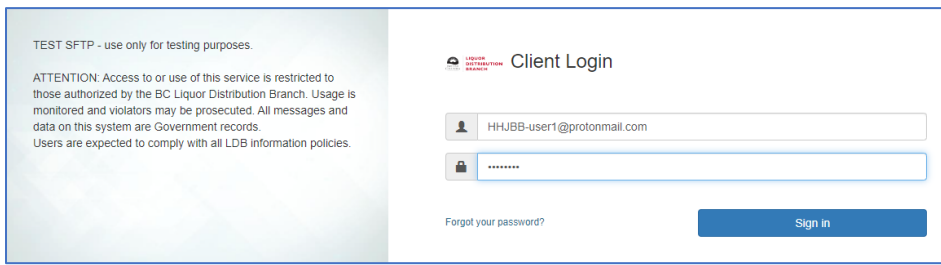 TEST SFTP - use only for testing purposes.
ATTENTION: Access to or use of this service is restricted to
those authorized by the BC Liquor Distribution Branch. Usage is
monitored and violators may be prosecuted. All messages and
data on this system are Government records.
Users are expected to comply with all LDB information policies.
LIQUOR
DISTRIBUTION
BRANCH
Client Login
HHJBB-user1@protonmail.com
••••••••
Forgot your password?
Sign in